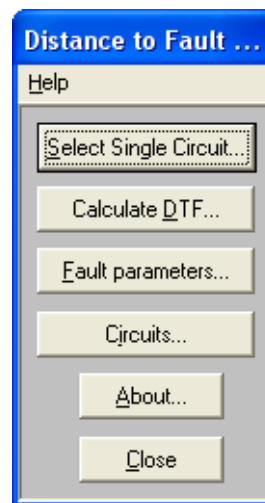 Distance to Fault ...
Help
Select Single Circuit...
Calculate DTF...
Fault parameters...
Circuits...
About...
Close